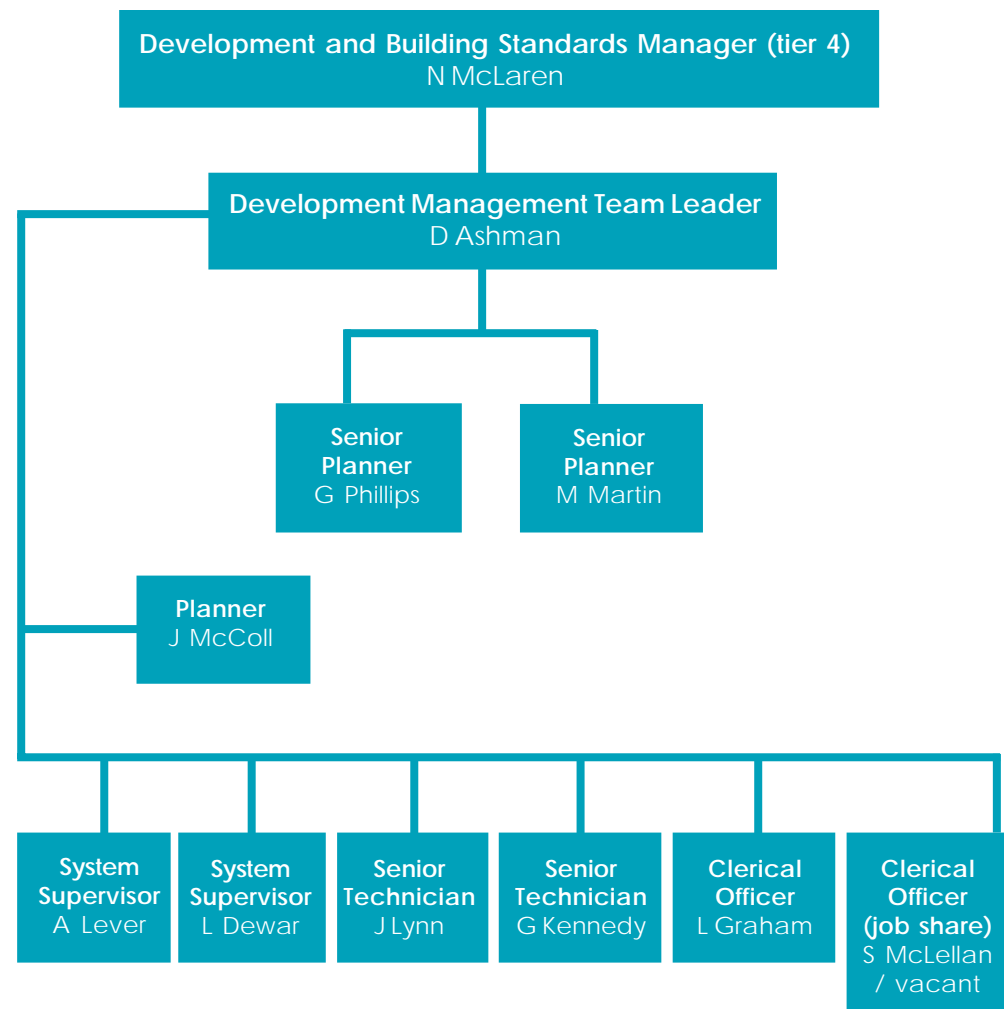 Development and Building Standards Manager (tier 4)
N McLaren
Development Management Team Leader
D Ashman
Senior
Planner
G Phillips
Senior
Planner
M Martin
Planner
J McColl
System
Supervisor
A Lever
System
Supervisor
L Dewar
Senior
Technician
J Lynn
Senior
Technician
G Kennedy
Clerical
Officer
L Graham
Clerical
Officer
(job share)
S McLellan
/ vacant